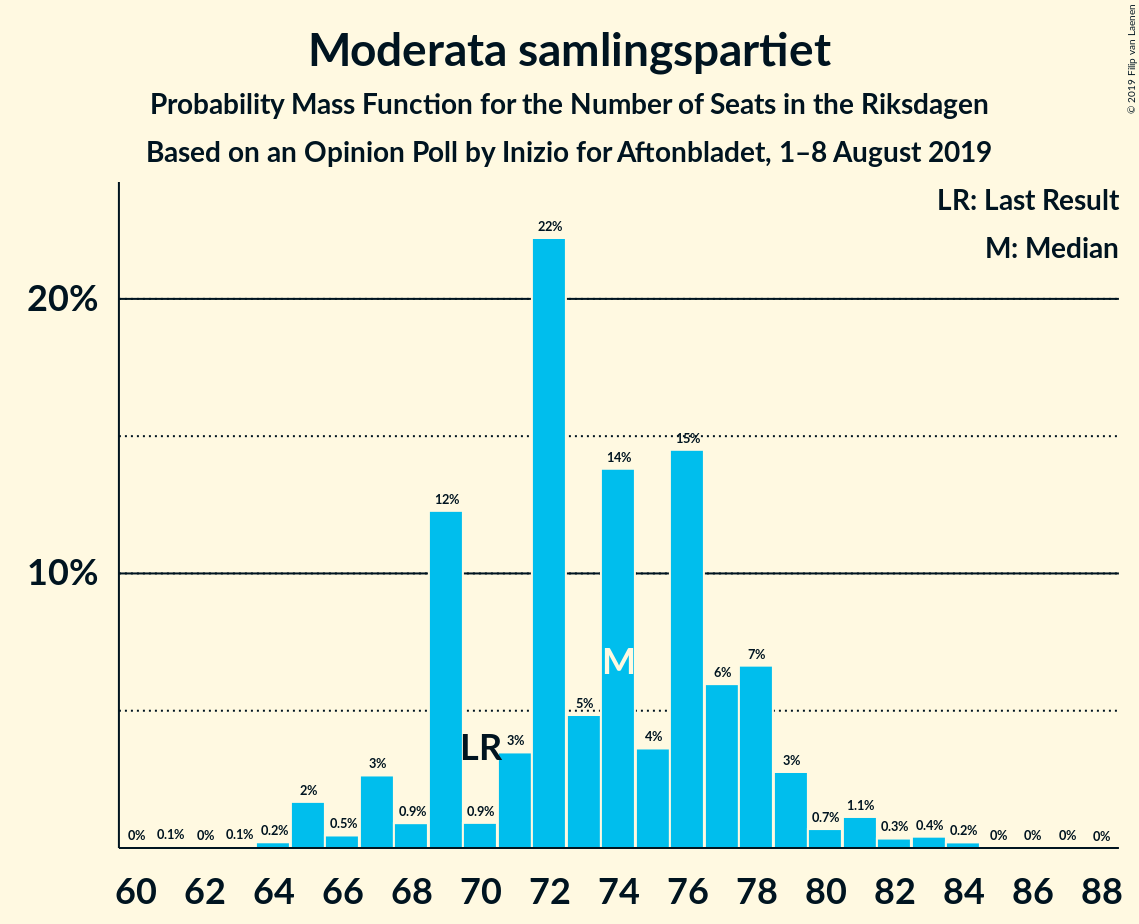 Moderata samlingspartiet
Probability Mass Function for the Number of Seats in the Riksdagen
Based on an Opinion Poll by Inizio for Aftonbladet, 1–8 August 2019
© 2019 Filip van Laenen
LR: Last Result
M: Median
20%
10%
0% 0.1% 0% 0.1% 0.2% 2% 0.5% 3% 0.9% 12% 0.9% 3% 22% 5% 14% 4% 15% 6% 7% 3% 0.7% 1.1% 0.3% 0.4% 0.2% 0% 0% 0% 0%
LR
M
60 62 64 66 68 70 72 74 76 78 80 82 84 86 88